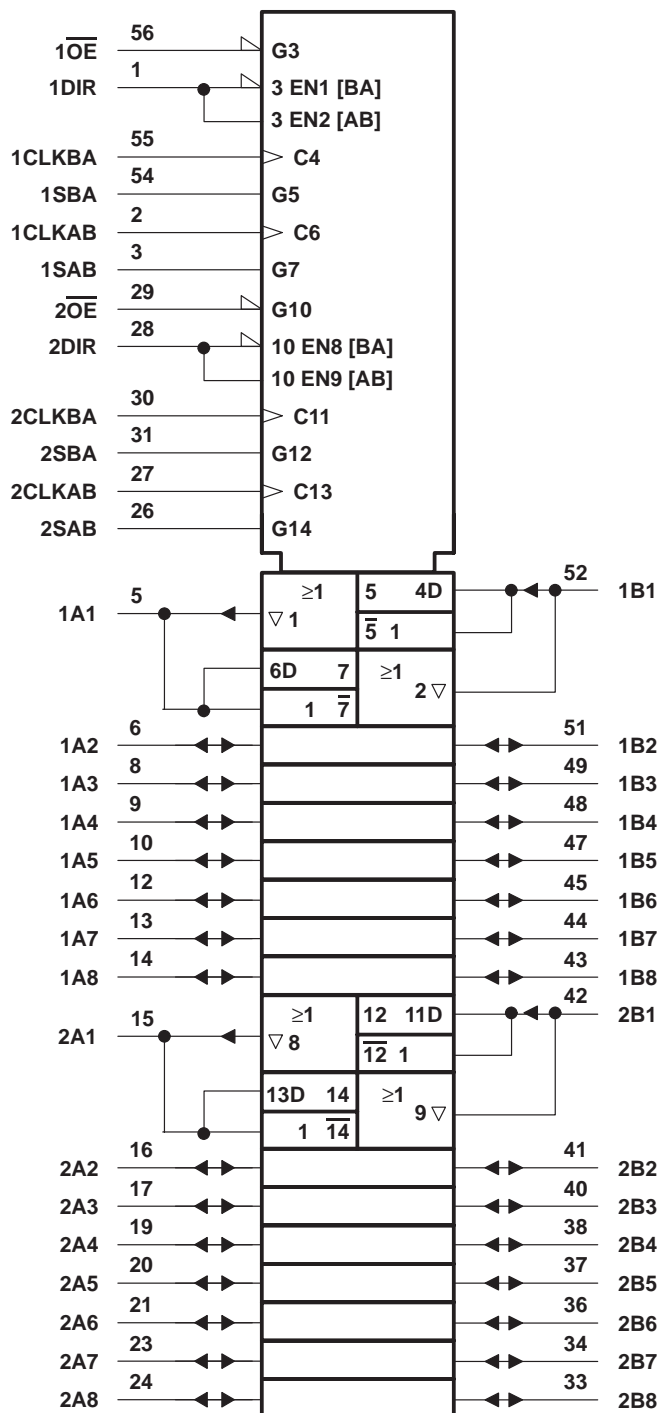 56
1O̅E̅ G3
1
1DIR 3 EN1 [BA]
3 EN2 [AB]
55
1CLKBA C4
54
1SBA G5
2
1CLKAB C6
3
1SAB G7
29
2O̅E̅ G10
28
2DIR 10 EN8 [BA]
10 EN9 [AB]
30
2CLKBA C11
31
2SBA G12
27
2CLKAB C13
26
2SAB G14
5 ≥1 5 4D 52
1A1 ▽ 1 1B1
5̅ 1
6D 7 ≥1
2 ▽
1 7̅
6 51
1A2 1B2
8 49
1A3 1B3
9 48
1A4 1B4
10 47
1A5 1B5
12 45
1A6 1B6
13 44
1A7 1B7
14 43
1A8 1B8
15 ≥1 12 11D 42
2A1 ▽ 8 2B1
1̅2̅ 1
13D 14 ≥1
9 ▽
1 1̅4̅
16 41
2A2 2B2
17 40
2A3 2B3
19 38
2A4 2B4
20 37
2A5 2B5
21 36
2A6 2B6
23 34
2A7 2B7
24 33
2A8 2B8